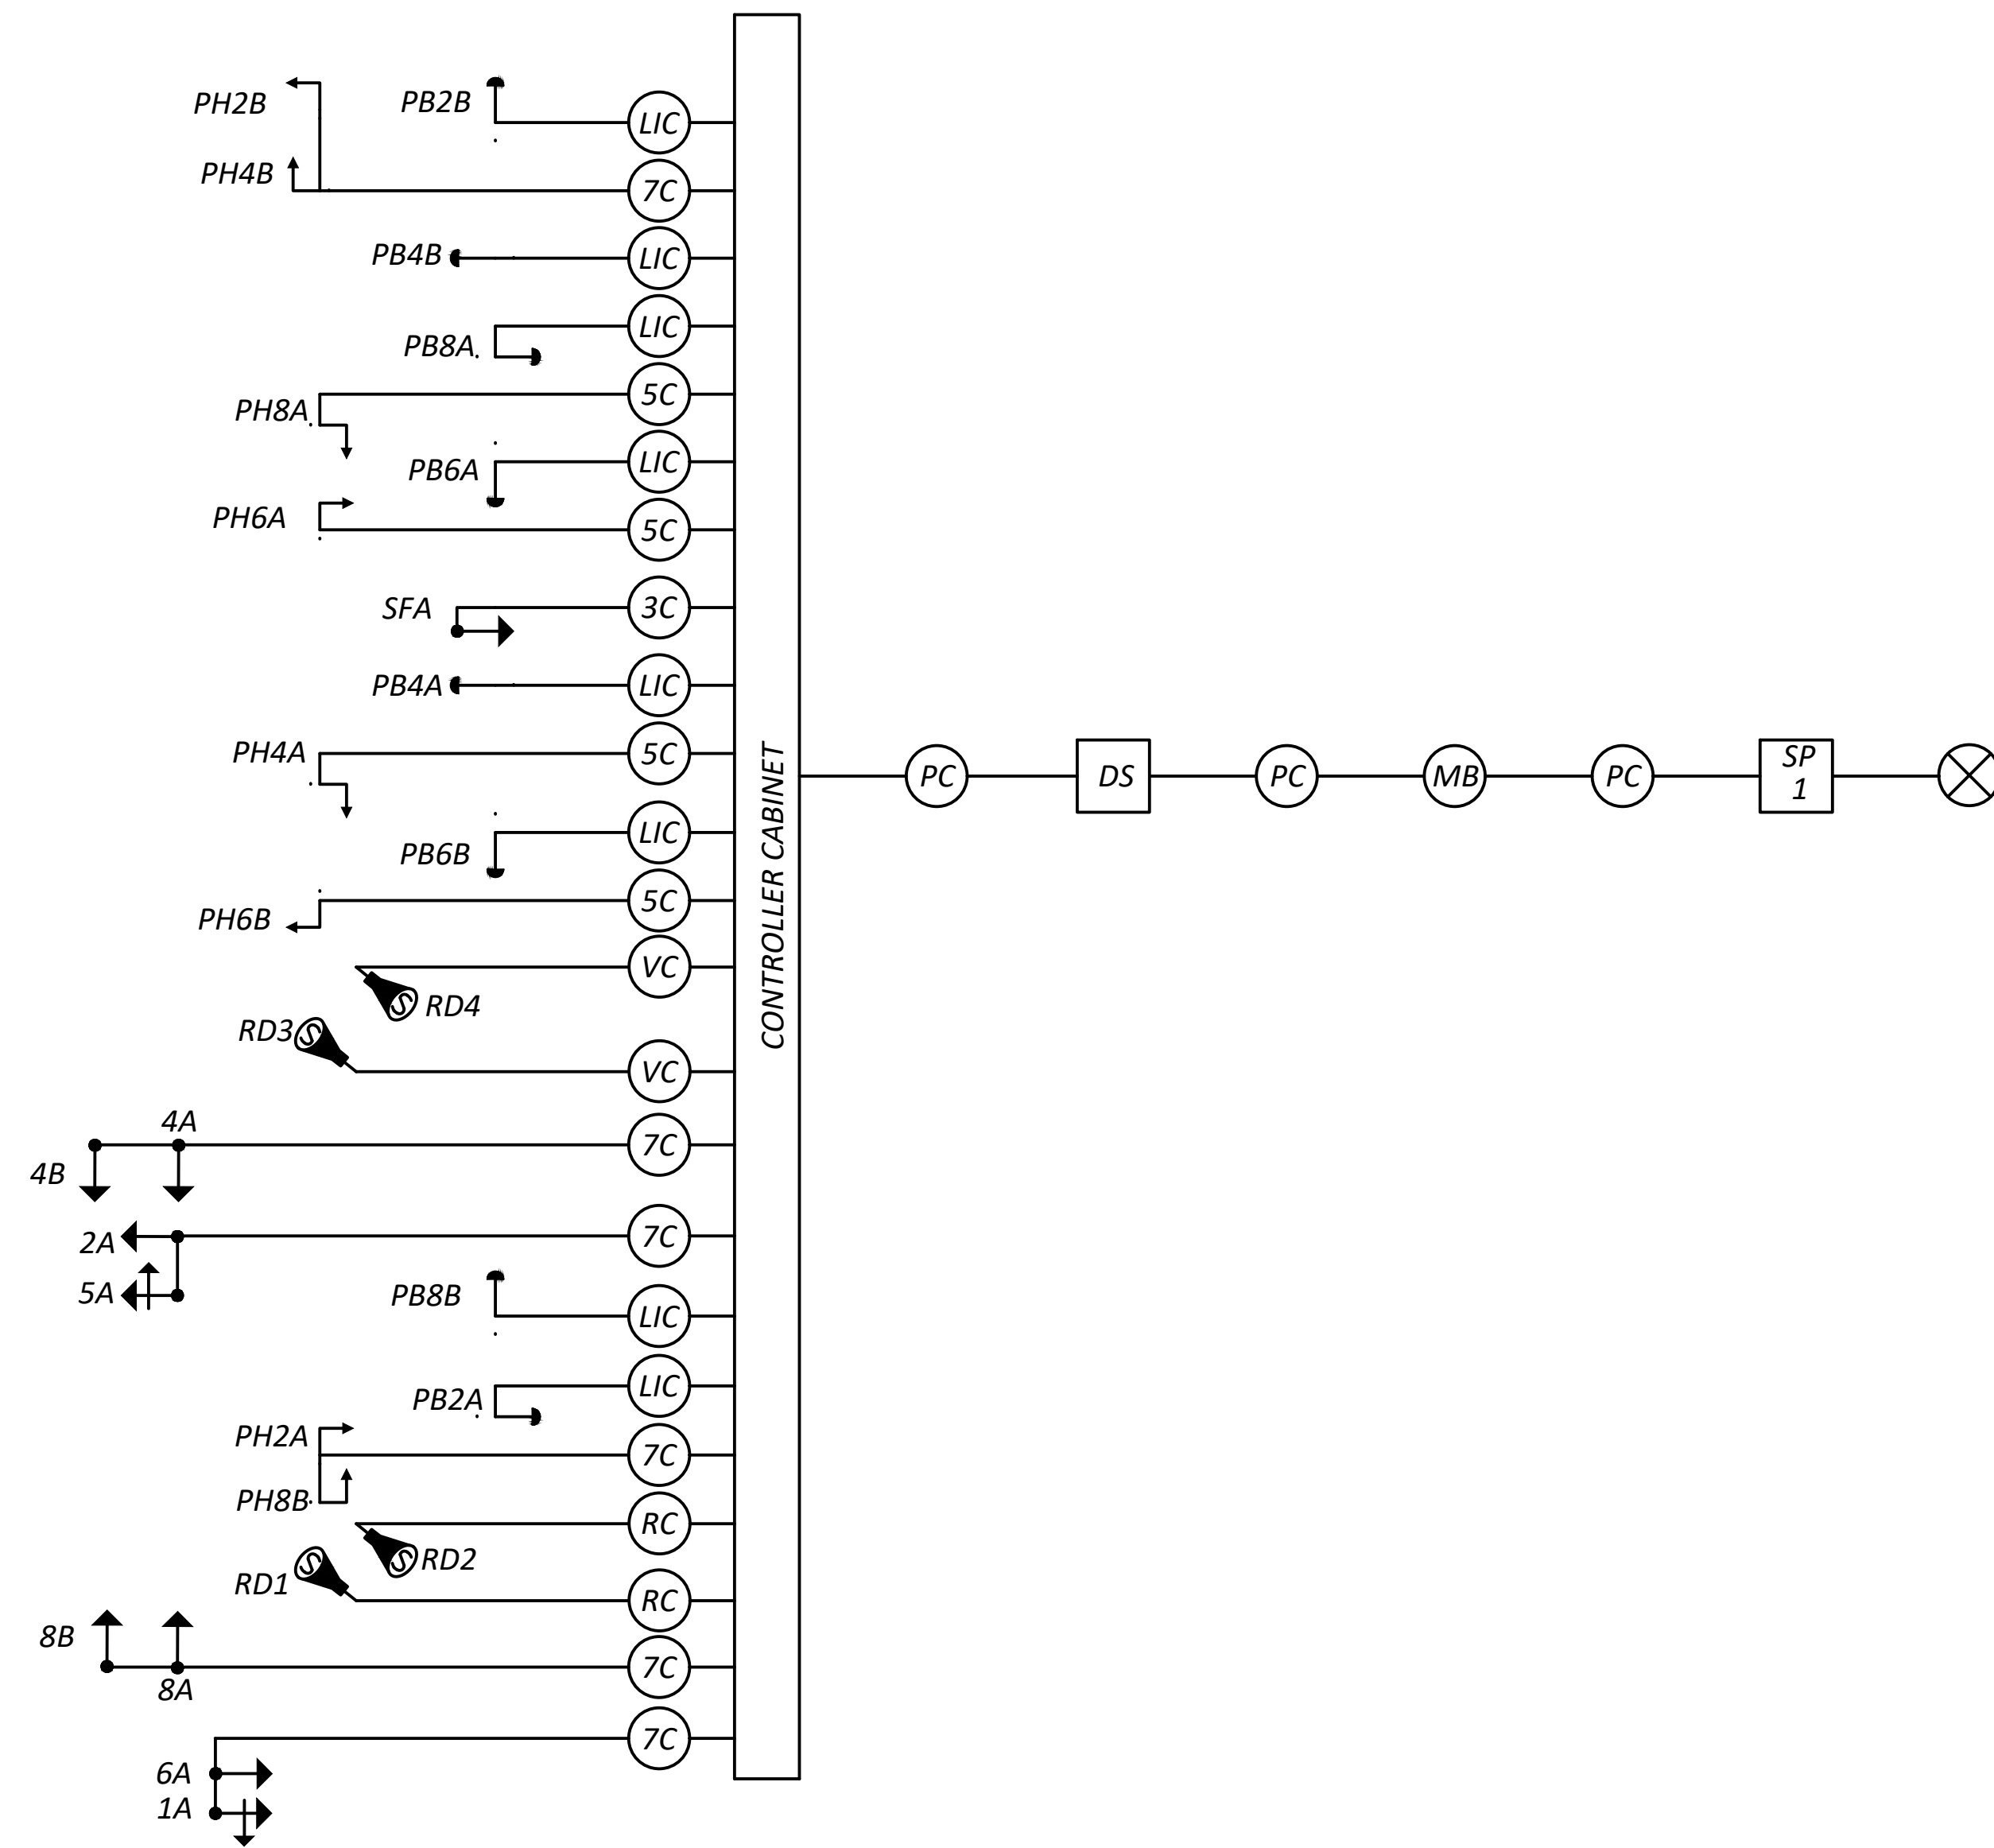 PH2B
PB2B
LIC
PH4B
7C
PB4B
LIC
LIC
PB8A
5C
PH8A
LIC
PB6A
PH6A
5C
SFA
3C
PB4A
LIC
PH4A
5C
LIC
PB6B
5C
PH6B
VC
S RD4
RD3 S
VC
4A
7C
4B
7C
2A
5A
PB8B
LIC
LIC
PB2A
PH2A
7C
PH8B
RC
S RD2
RD1 S
RC
8B
7C
8A
7C
6A
1A
CONTROLLER CABINET
PC
DS
PC
MB
PC
SP
1